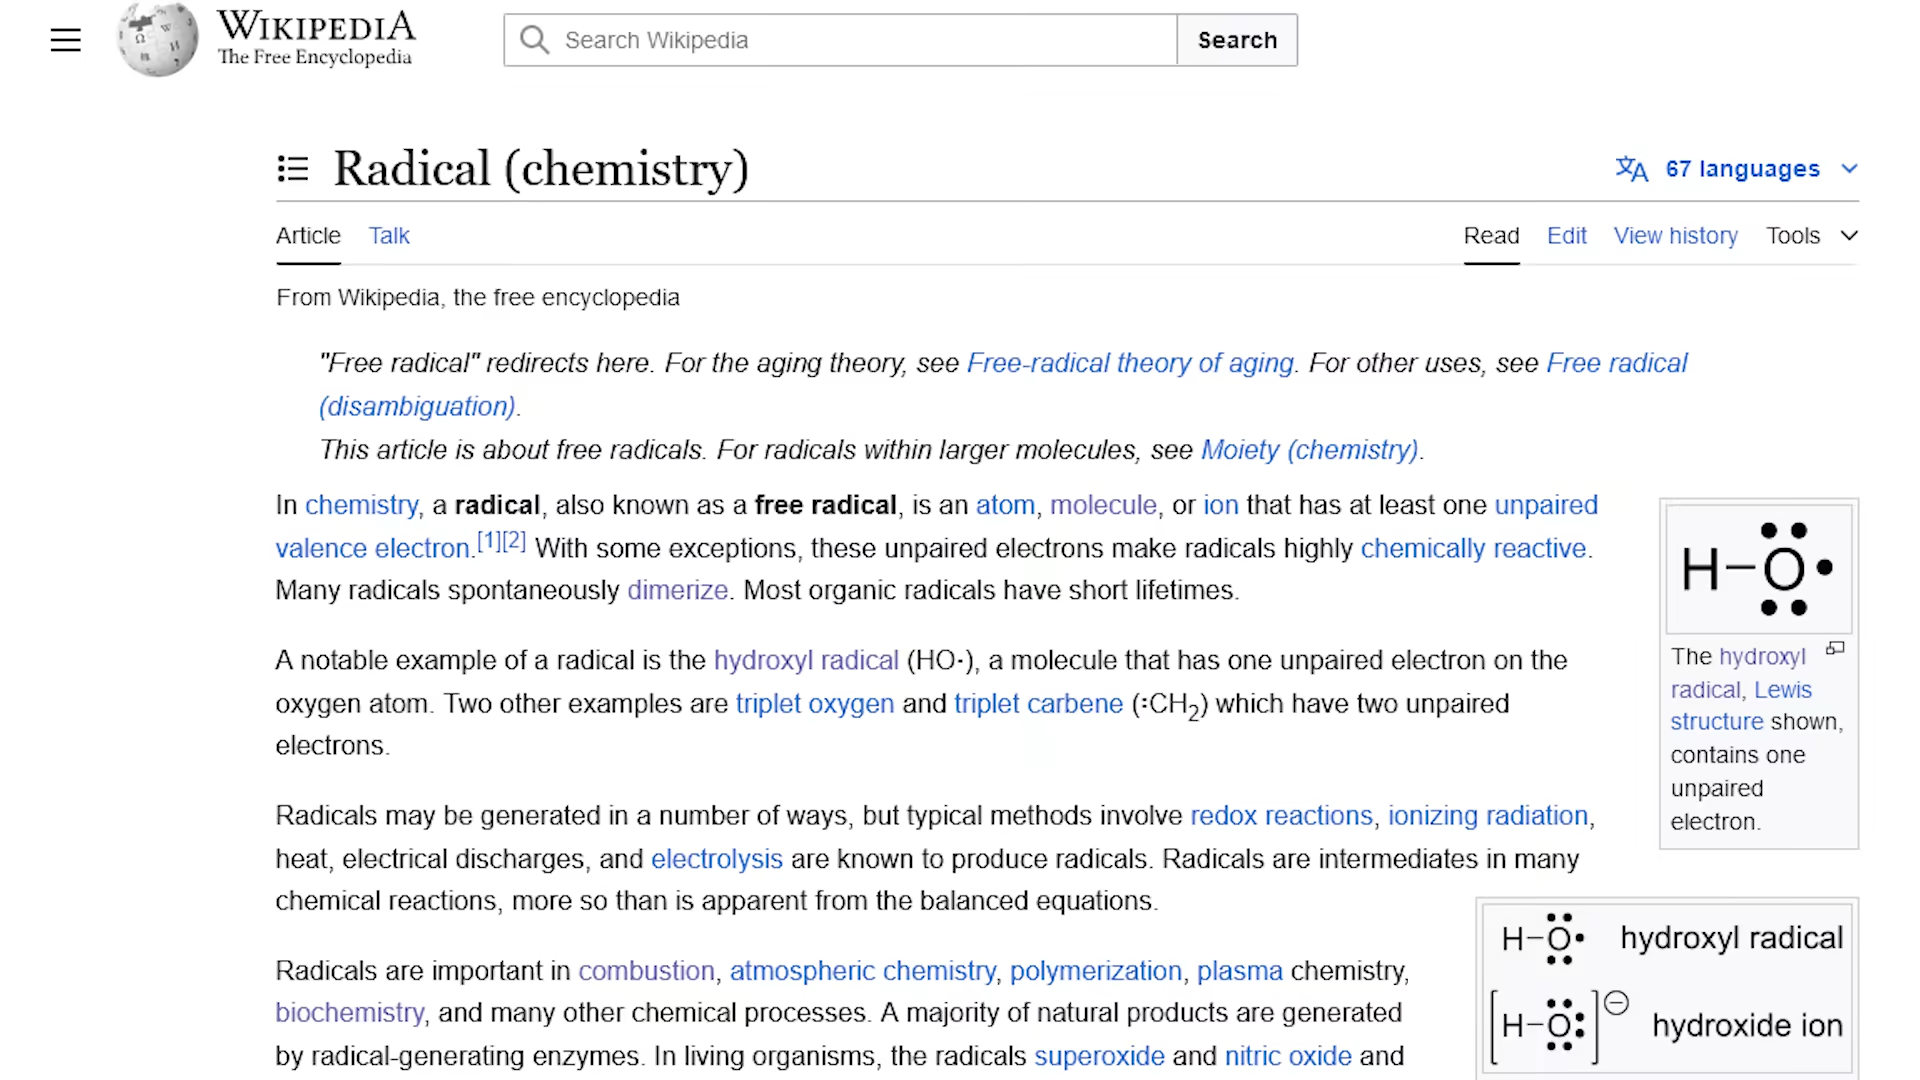 WIKIPEDIA
The Free Encyclopedia
Search Wikipedia
Search
Radical (chemistry)
67 languages
Article Talk
Read Edit View history Tools
From Wikipedia, the free encyclopedia
"Free radical" redirects here. For the aging theory, see Free-radical theory of aging. For other uses, see Free radical
(disambiguation).
This article is about free radicals. For radicals within larger molecules, see Moiety (chemistry).
In chemistry, a radical, also known as a free radical, is an atom, molecule, or ion that has at least one unpaired
valence electron.[1][2] With some exceptions, these unpaired electrons make radicals highly chemically reactive.
Many radicals spontaneously dimerize. Most organic radicals have short lifetimes.
A notable example of a radical is the hydroxyl radical (HO·), a molecule that has one unpaired electron on the
oxygen atom. Two other examples are triplet oxygen and triplet carbene (꞉CH₂) which have two unpaired
electrons.
Radicals may be generated in a number of ways, but typical methods involve redox reactions, ionizing radiation,
heat, electrical discharges, and electrolysis are known to produce radicals. Radicals are intermediates in many
chemical reactions, more so than is apparent from the balanced equations.
Radicals are important in combustion, atmospheric chemistry, polymerization, plasma chemistry,
biochemistry, and many other chemical processes. A majority of natural products are generated
by radical-generating enzymes. In living organisms, the radicals superoxide and nitric oxide and
H–O
The hydroxyl
radical, Lewis
structure shown,
contains one
unpaired
electron.
H–O hydroxyl radical
[H–O]⊖ hydroxide ion